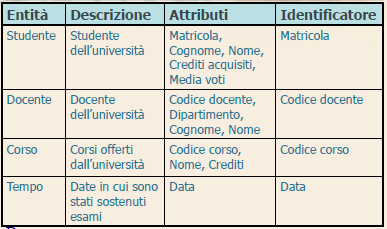 Entità Descrizione Attributi Identificatore
Studente Studente dell'università Matricola, Cognome, Nome, Crediti acquisiti, Media voti Matricola
Docente Docente dell'università Codice docente, Dipartimento, Cognome, Nome Codice docente
Corso Corsi offerti dall'università Codice corso, Nome, Crediti Codice corso
Tempo Date in cui sono stati sostenuti esami Data Data